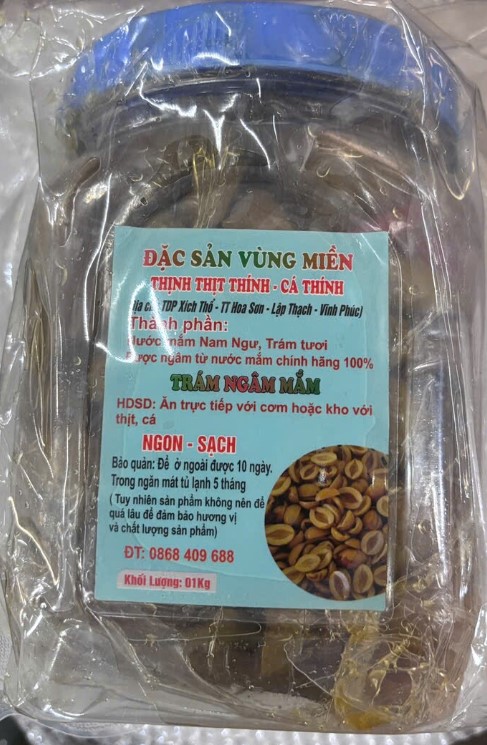 ĐẶC SẢN VÙNG MIỀN
THỊNH THỊT THÍNH - CÁ THÍNH
TDP Xích Thổ - TT Hoa Sơn - Lập Thạch - Vĩnh Phúc)
Thành phần:
Nước mắm Nam Ngư, Trám tươi
Được ngâm từ nước mắm chính hãng 100%
TRÁM NGÂM MẮM
HDSD: Ăn trực tiếp với cơm hoặc kho với
thịt, cá
NGON - SẠCH
Bảo quản: Để ở ngoài được 10 ngày.
Trong ngăn mát tủ lạnh 5 tháng
( Tuy nhiên sản phẩm không nên để
quá lâu để đảm bảo hương vị
và chất lượng sản phẩm)
ĐT: 0868 409 688
Khối Lượng: 01Kg